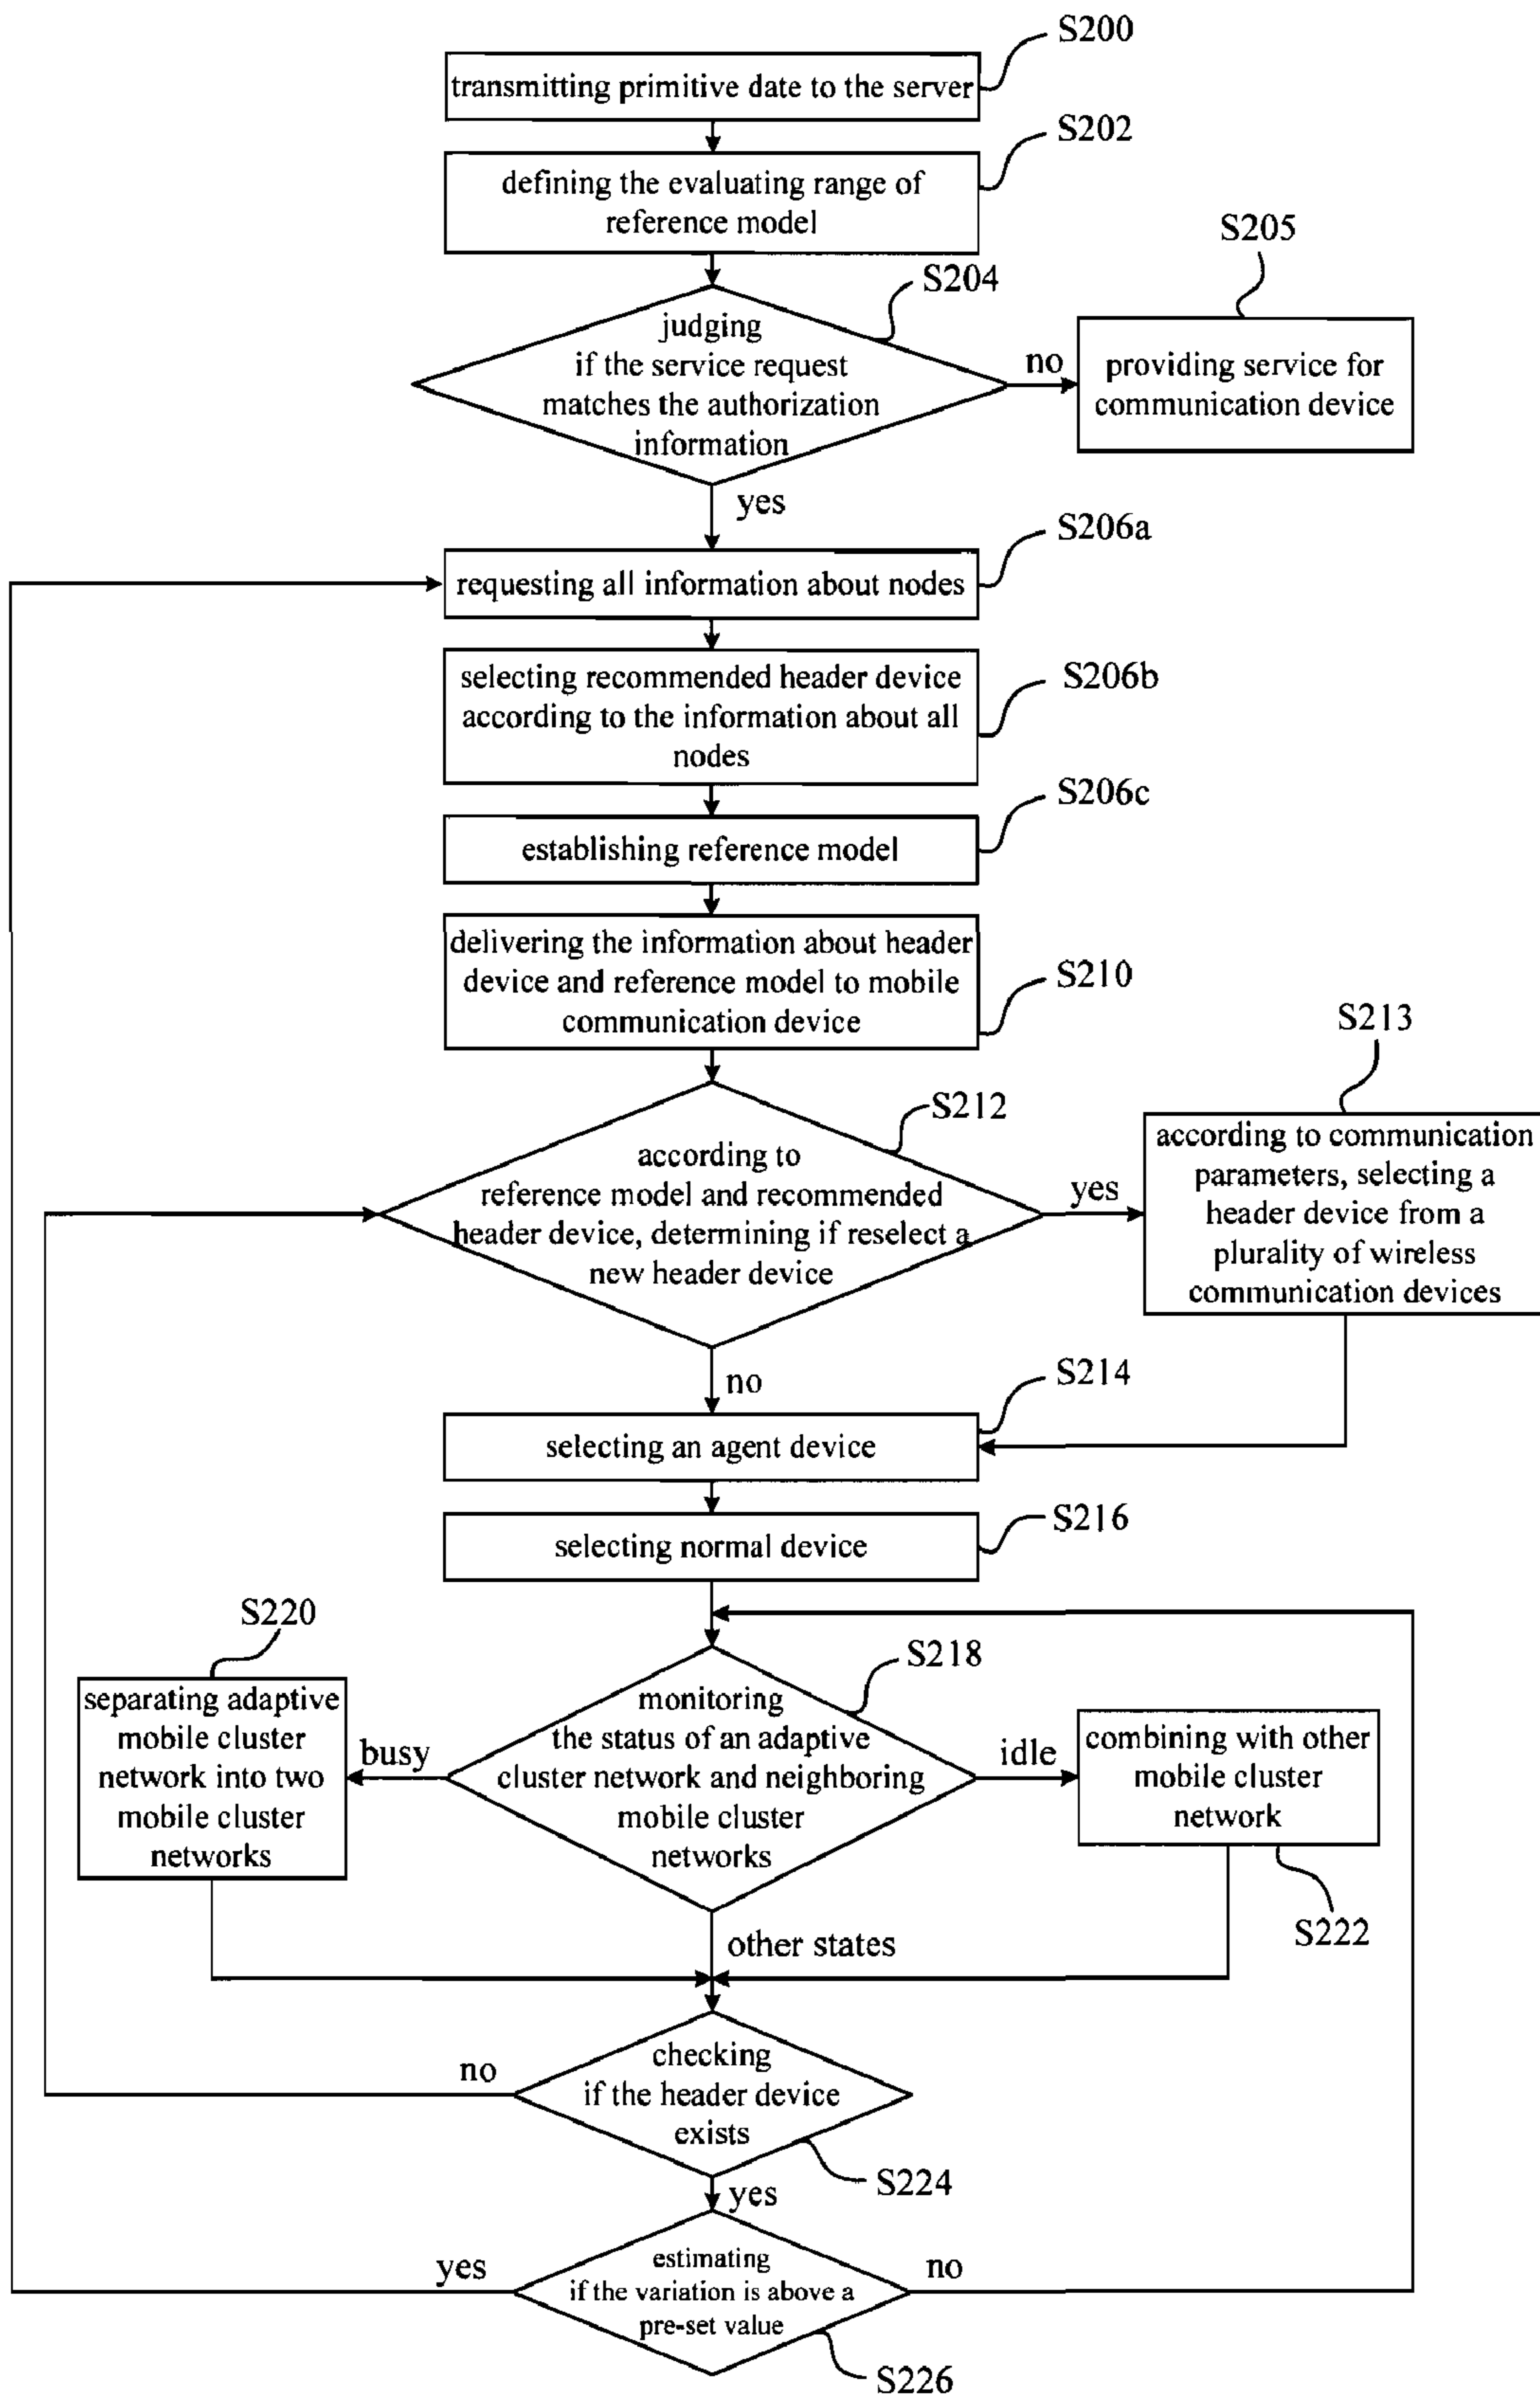 S200
transmitting primitive date to the server
S202
defining the evaluating range of
reference model
S205
S204
judging
if the service request
matches the authorization
information
no
providing service for
communication device
yes
S206a
requesting all information about nodes
S206b
selecting recommended header device
according to the information about all
nodes
S206c
establishing reference model
delivering the information about header
device and reference model to mobile
communication device
S210
S213
S212
according to
reference model and recommended
header device, determining if reselect a
new header device
yes
according to communication
parameters, selecting a
header device from a
plurality of wireless
communication devices
no
S214
selecting an agent device
S216
selecting normal device
S220
S218
separating adaptive
mobile cluster
network into two
mobile cluster
networks
busy
monitoring
the status of an adaptive
cluster network and neighboring
mobile cluster
networks
idle
combining with other
mobile cluster
network
S222
other states
no
checking
if the header device
exists
S224
yes
yes
estimating
if the variation is above a
pre-set value
no
S226